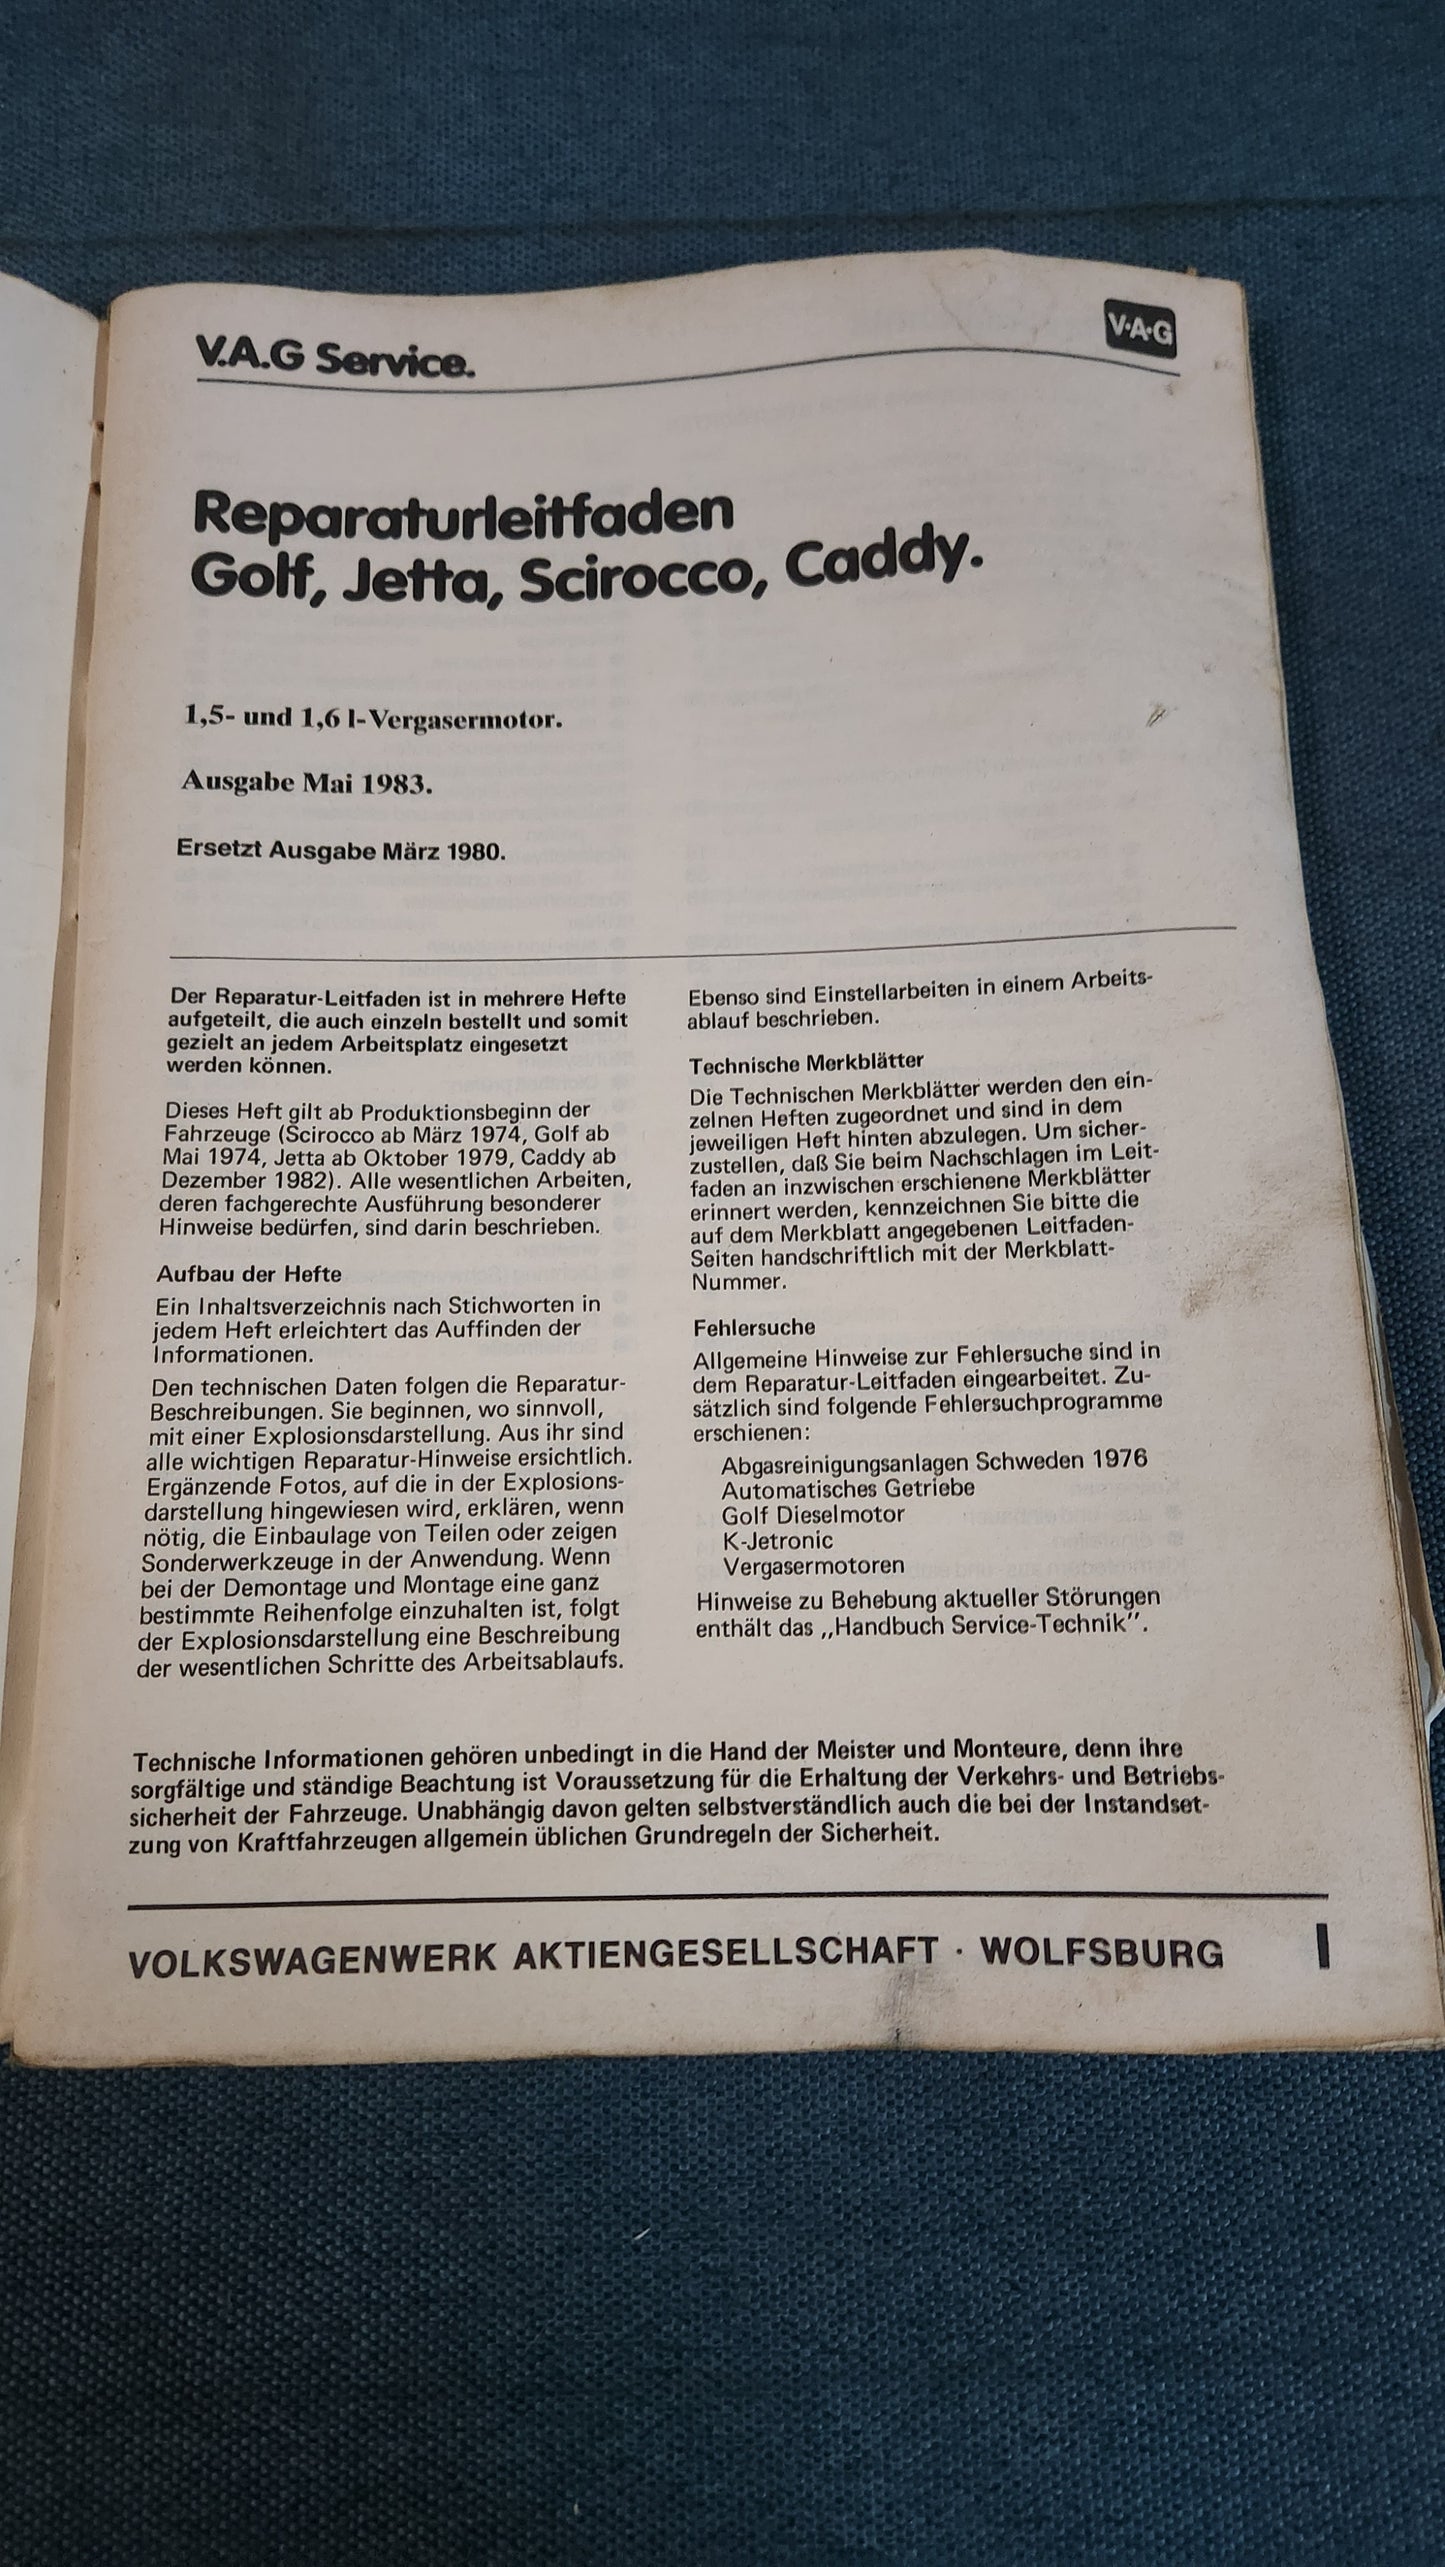 V.A.G Service.
V·A·G
Reparaturleitfaden
Golf, Jetta, Scirocco, Caddy.
1,5- und 1,6 l-Vergasermotor.
Ausgabe Mai 1983.
Ersetzt Ausgabe März 1980.
Der Reparatur-Leitfaden ist in mehrere Hefte
aufgeteilt, die auch einzeln bestellt und somit
gezielt an jedem Arbeitsplatz eingesetzt
werden können.
Dieses Heft gilt ab Produktionsbeginn der
Fahrzeuge (Scirocco ab März 1974, Golf ab
Mai 1974, Jetta ab Oktober 1979, Caddy ab
Dezember 1982). Alle wesentlichen Arbeiten,
deren fachgerechte Ausführung besonderer
Hinweise bedürfen, sind darin beschrieben.
Aufbau der Hefte
Ein Inhaltsverzeichnis nach Stichworten in
jedem Heft erleichtert das Auffinden der
Informationen.
Den technischen Daten folgen die Reparatur-
Beschreibungen. Sie beginnen, wo sinnvoll,
mit einer Explosionsdarstellung. Aus ihr sind
alle wichtigen Reparatur-Hinweise ersichtlich.
Ergänzende Fotos, auf die in der Explosions-
darstellung hingewiesen wird, erklären, wenn
nötig, die Einbaulage von Teilen oder zeigen
Sonderwerkzeuge in der Anwendung. Wenn
bei der Demontage und Montage eine ganz
bestimmte Reihenfolge einzuhalten ist, folgt
der Explosionsdarstellung eine Beschreibung
der wesentlichen Schritte des Arbeitsablaufs.
Ebenso sind Einstellarbeiten in einem Arbeits-
ablauf beschrieben.
Technische Merkblätter
Die Technischen Merkblätter werden den ein-
zelnen Heften zugeordnet und sind in dem
jeweiligen Heft hinten abzulegen. Um sicher-
zustellen, daß Sie beim Nachschlagen im Leit-
faden an inzwischen erschienene Merkblätter
erinnert werden, kennzeichnen Sie bitte die
auf dem Merkblatt angegebenen Leitfaden-
Seiten handschriftlich mit der Merkblatt-
Nummer.
Fehlersuche
Allgemeine Hinweise zur Fehlersuche sind in
dem Reparatur-Leitfaden eingearbeitet. Zu-
sätzlich sind folgende Fehlersuchprogramme
erschienen:
Abgasreinigungsanlagen Schweden 1976
Automatisches Getriebe
Golf Dieselmotor
K-Jetronic
Vergasermotoren
Hinweise zu Behebung aktueller Störungen
enthält das „Handbuch Service-Technik”.
Technische Informationen gehören unbedingt in die Hand der Meister und Monteure, denn ihre
sorgfältige und ständige Beachtung ist Voraussetzung für die Erhaltung der Verkehrs- und Betriebs-
sicherheit der Fahrzeuge. Unabhängig davon gelten selbstverständlich auch die bei der Instandset-
zung von Kraftfahrzeugen allgemein üblichen Grundregeln der Sicherheit.
VOLKSWAGENWERK AKTIENGESELLSCHAFT · WOLFSBURG I